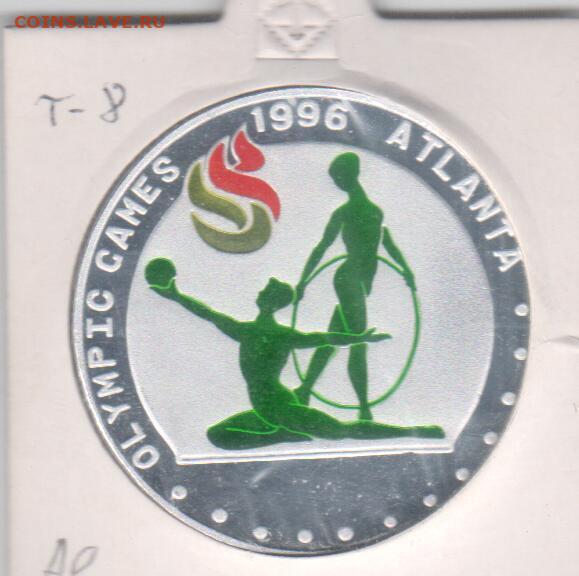 COINS.LAVE.RU
T-8
OLYMPIC GAMES 1996 ATLANTA